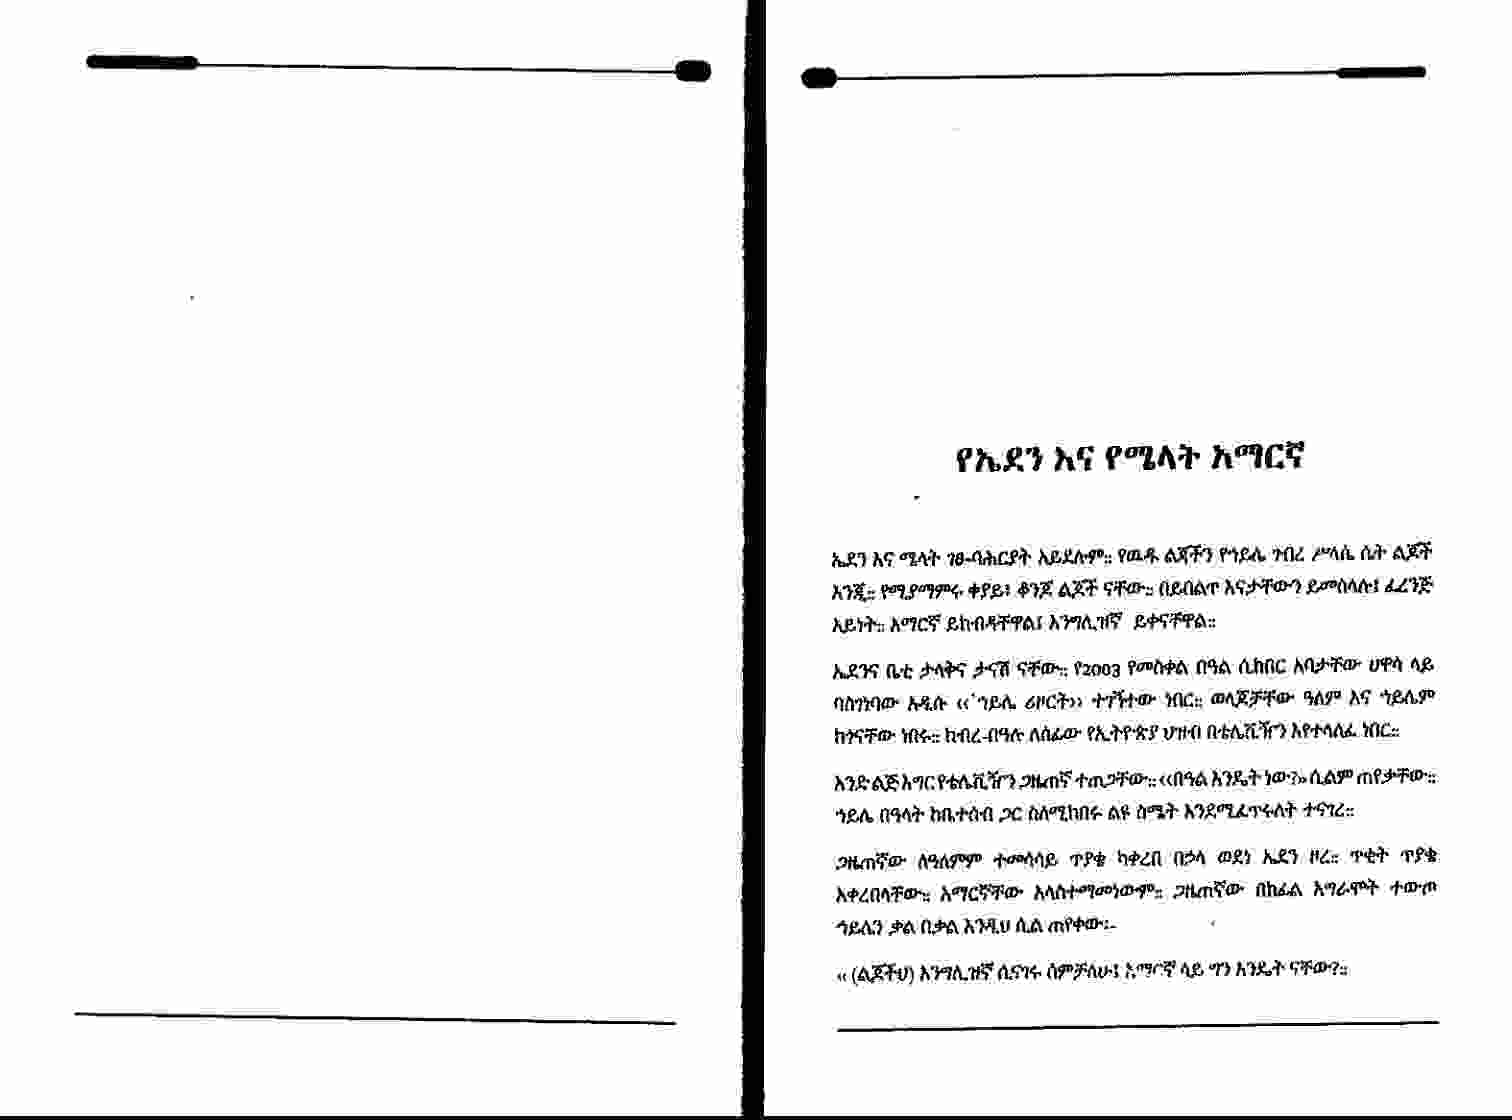 የኤደን እና የሜላት አማርኛ
ኤደን እና ሜላት ገፀ-ባሕርያት አይደሉም። የዉዱ ልጃችን የኀይሌ ገብረ ሥላሴ ሴት ልጆች
እንጂ። የሚያማምሩ ቀያይ፣ ቆንጆ ልጆች ናቸው። በይበልጥ እናታቸውን ይመስላሉ፤ ፈረንጅ
አይነት። አማርኛ ይከብዳቸዋል፤ እንግሊዝኛ ይቀናቸዋል።
ኤደንና ቤቲ ታላቅና ታናሽ ናቸው። የ2003 የመስቀል በዓል ሲከበር አባታቸው ሀዋሳ ላይ
ባስገነባው አዲሱ ‹‹ኀይሌ ሪዞርት›› ተገኝተው ነበር። ወላጆቻቸው ዓለም እና ኀይሌም
ከጎናቸው ነበሩ። ክብረ-በዓሉ ለሰፊው የኢትዮጵያ ህዝብ በቴሌቪዥን እየተላለፈ ነበር።
አንድ ልጅ እግር የቴሌቪዥን ጋዜጠኛ ተጠጋቸው። ‹‹በዓል እንዴት ነው?» ሲልም ጠየቃቸው።
ኀይሌ በዓላት ከቤተሰብ ጋር ስለሚከበሩ ልዩ ስሜት እንደሚፈጥሩለት ተናገረ።
ጋዜጠኛው ለዓለምም ተመሳሳይ ጥያቄ ካቀረበ በኃላ ወደነ ኤደን ዞረ። ጥቂት ጥያቄ
አቀረበላቸው። አማርኛቸው አላስተማመነውም። ጋዜጠኛው በከፊል አግራሞት ተውጦ
ኀይሌን ቃል በቃል እንዲህ ሲል ጠየቀው፡-
‹‹ (ልጆችህ) እንግሊዝኛ ሲናገሩ ሰምቻለሁ፤ አማርኛ ላይ ግን እንዴት ናቸው?።